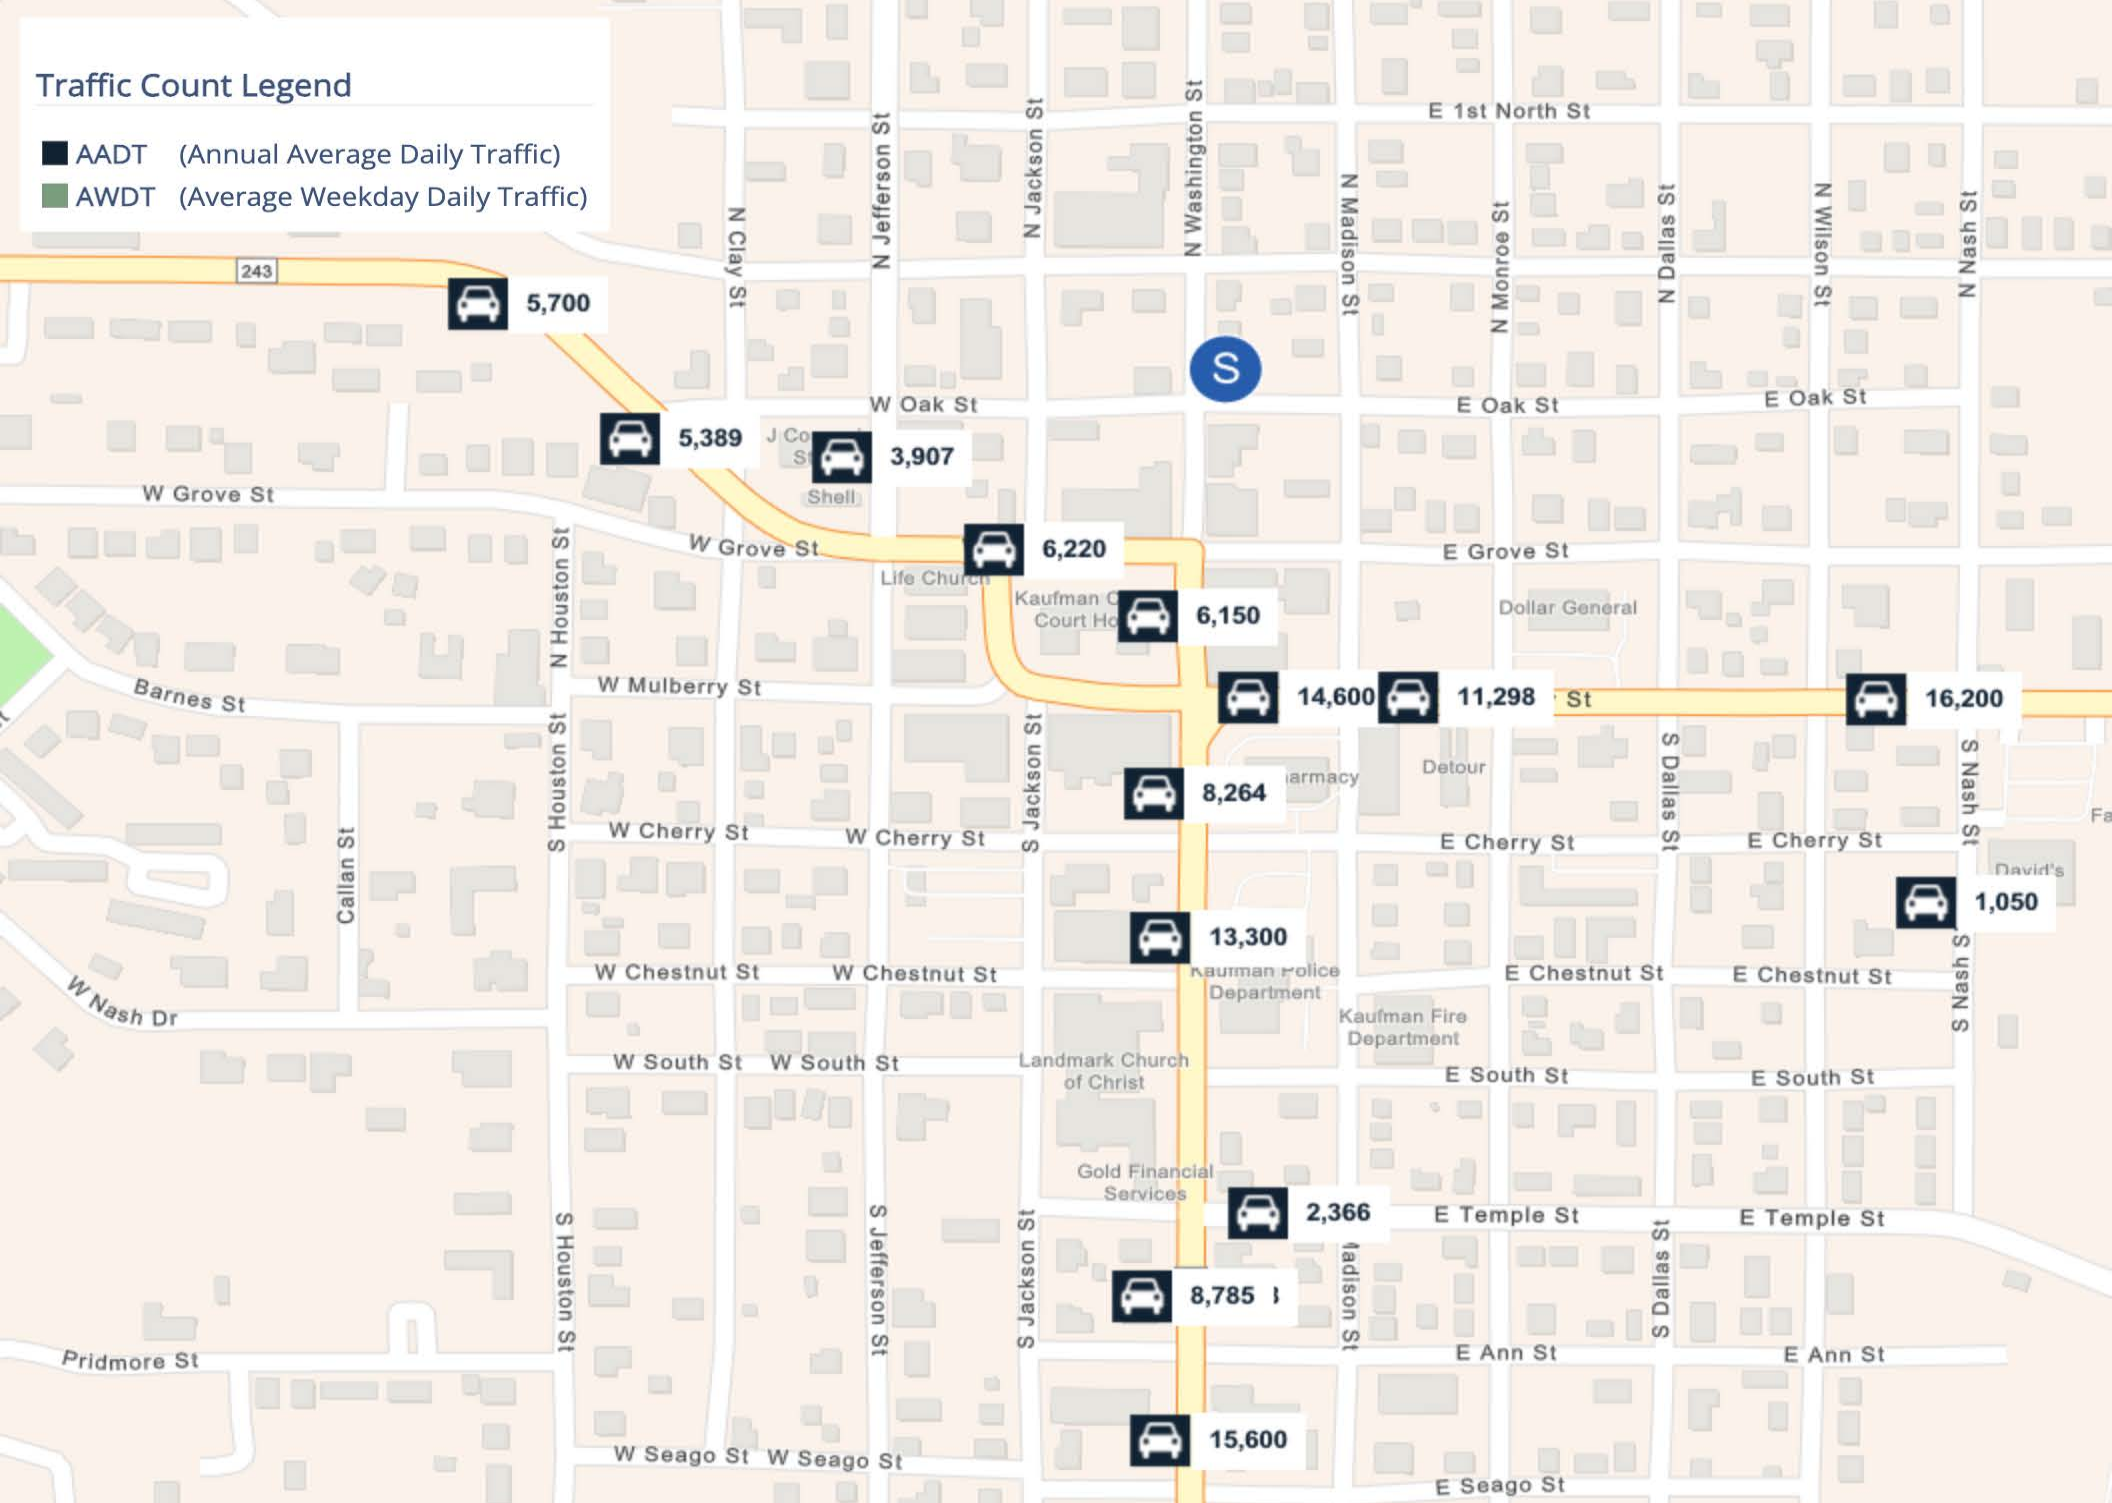 Traffic Count Legend
AADT (Annual Average Daily Traffic)
AWDT (Average Weekday Daily Traffic)
E 1st North St
N Clay St
N Jefferson St
N Jackson St
N Washington St
N Madison St
N Monroe St
N Dallas St
N Wilson St
N Nash St
243
5,700
S
W Oak St
E Oak St
E Oak St
5,389
3,907
Shell
W Grove St
W Grove St
6,220
E Grove St
N Houston St
Life Church
Kaufman
Court
6,150
Dollar General
W Mulberry St
Barnes St
14,600
11,298
St
16,200
S Houston St
S Jackson St
S Dallas St
S Nash St
8,264
Detour
W Cherry St
W Cherry St
E Cherry St
E Cherry St
Callan St
David's
1,050
13,300
W Chestnut St
W Chestnut St
Kaufman Police
Department
E Chestnut St
E Chestnut St
S Nash S
W Nash Dr
Kaufman Fire
Department
W South St
W South St
Landmark Church
of Christ
E South St
E South St
Gold Financial
Services
2,366
E Temple St
E Temple St
S Houston St
S Jefferson St
S Jackson St
adison St
S Dallas St
8,785
Pridmore St
E Ann St
E Ann St
15,600
W Seago St
W Seago St
E Seago St